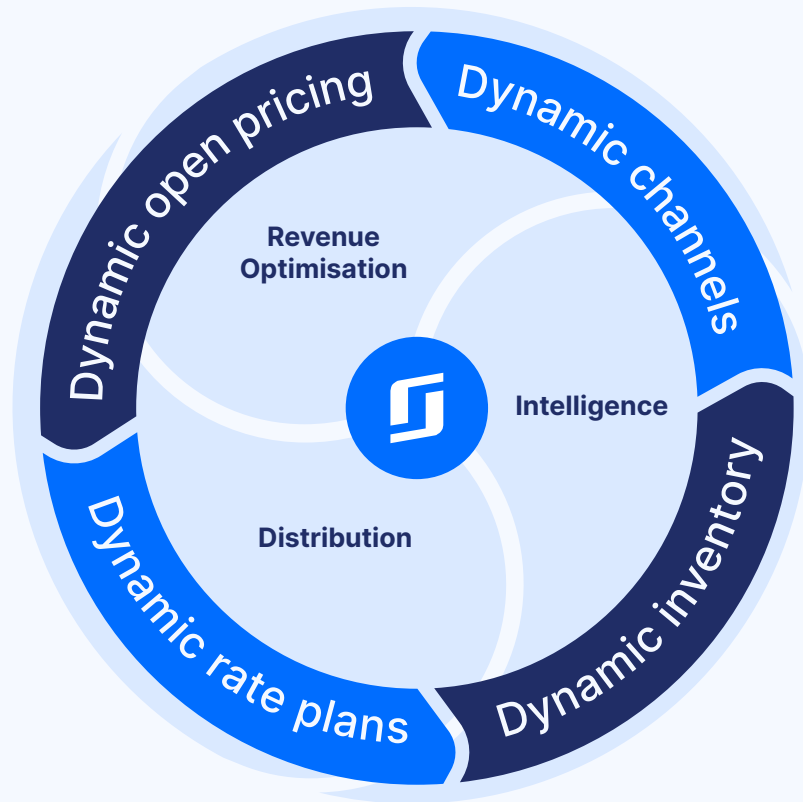 Dynamic open pricing
Dynamic channels
Revenue
Optimisation
Intelligence
Distribution
Dynamic rate plans
Dynamic inventory